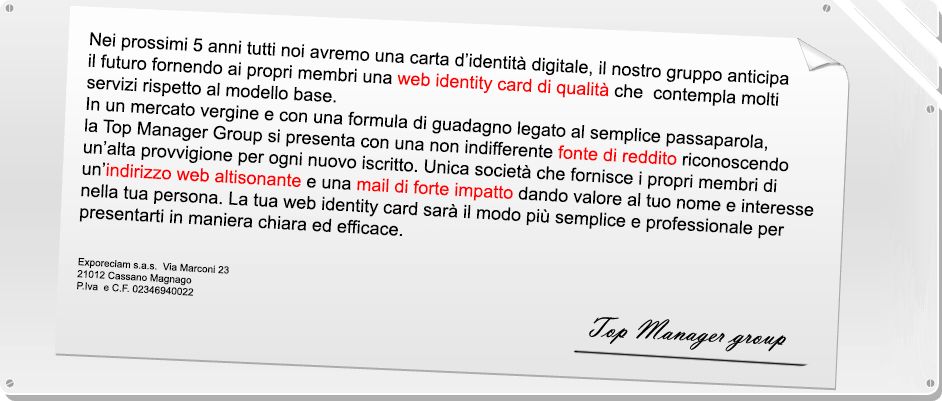 Nei prossimi 5 anni tutti noi avremo una carta d'identità digitale, il nostro gruppo anticipa
il futuro fornendo ai propri membri una web identity card di qualità che contempla molti
servizi rispetto al modello base.
In un mercato vergine e con una formula di guadagno legato al semplice passaparola,
la Top Manager Group si presenta con una non indifferente fonte di reddito riconoscendo
un'alta provvigione per ogni nuovo iscritto. Unica società che fornisce i propri membri di
un'indirizzo web altisonante e una mail di forte impatto dando valore al tuo nome e interesse
nella tua persona. La tua web identity card sarà il modo più semplice e professionale per
presentarti in maniera chiara ed efficace.
Exporeciam s.a.s. Via Marconi 23
21012 Cassano Magnago
P.Iva e C.F. 02346940022
Top Manager group